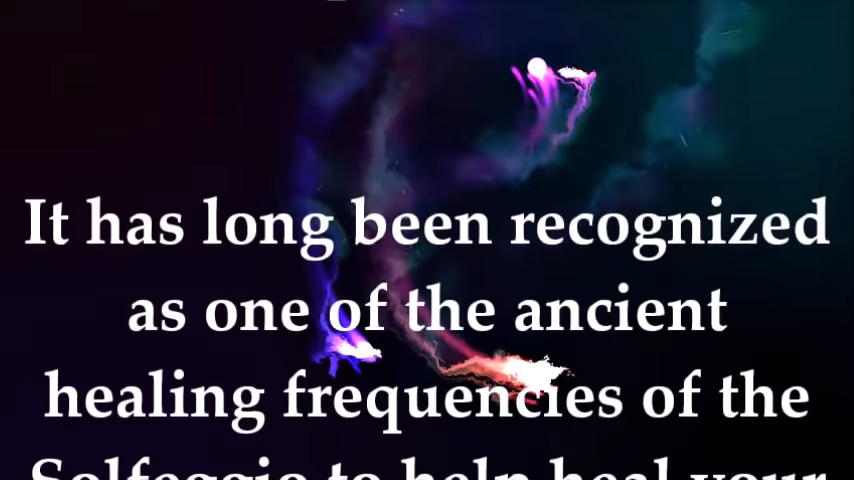 It has long been recognized
as one of the ancient
healing frequencies of the
Solfeggio to help heal your